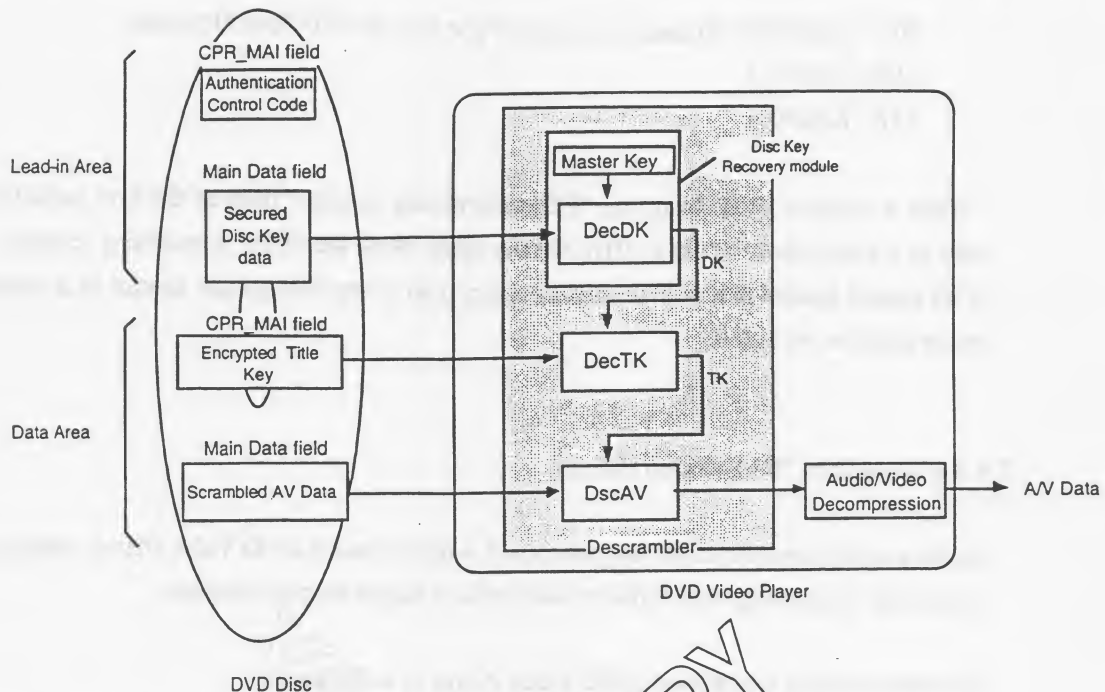 CPR_MAI field
Authentication
Control Code
Lead-in Area
Main Data field
Secured
Disc Key
data
CPR_MAI field
Encrypted Title
Key
Data Area
Main Data field
Scrambled AV Data
DVD Disc
Master Key
Disc Key
Recovery module
DecDK
DK
DecTK
TK
DscAV
Descrambler
Audio/Video
Decompression
A/V Data
DVD Video Player